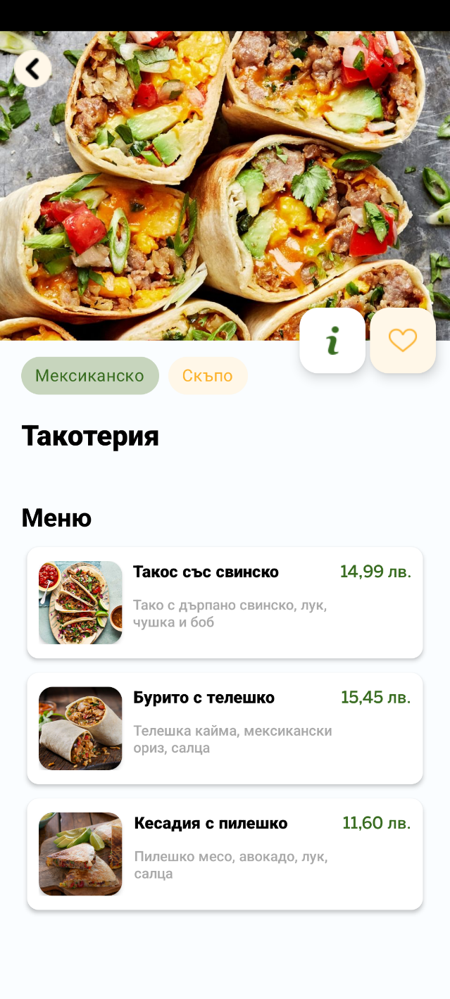 Мексиканско
Скъпо
Такотерия
Меню
Такос със свинско
14,99 лв.
Тако с дърпано свинско, лук,
чушка и боб
Бурито с телешко
15,45 лв.
Телешка кайма, мексикански
ориз, салца
Кесадия с пилешко
11,60 лв.
Пилешко месо, авокадо, лук,
салца